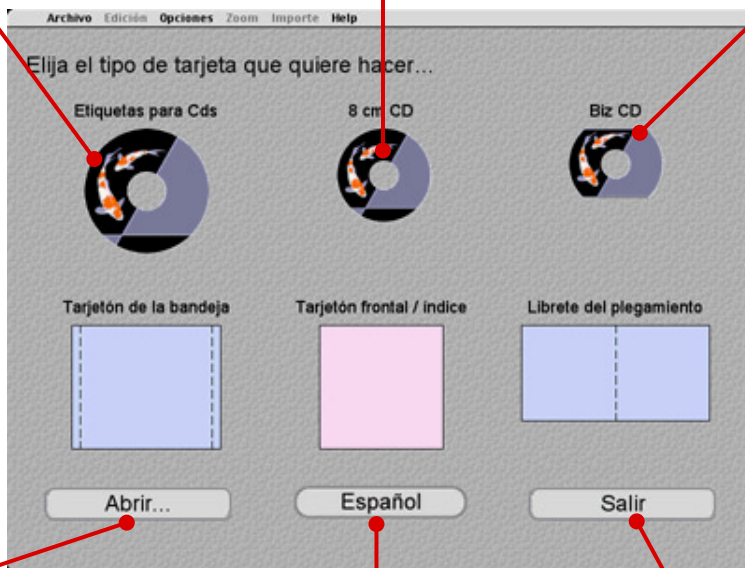 Archivo Edición Opciones Zoom Importe Help
Elija el tipo de tarjeta que quiere hacer...
Etiquetas para Cds 8 cm CD Biz CD
Tarjetón de la bandeja Tarjetón frontal / índice Librete del plegamiento
Abrir... Español Salir